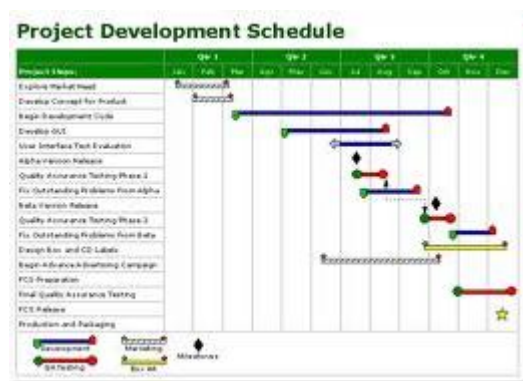 Project Development Schedule
Qtr 1 Qtr 2 Qtr 3 Qtr 4
Project Steps: Jan Feb Mar Apr May Jun Jul Aug Sep Oct Nov Dec
Explore Market Need
Develop Concept for Product
Begin Development Cycle
Develop GUI
User Interface Test Evaluation
Alpha Version Release
Quality Assurance Testing Phase 1
Fix Outstanding Problems from Alpha
Beta Version Release
Quality Assurance Testing Phase 2
Fix Outstanding Problems from Beta
Design Box and CD Labels
Begin Advance Advertising Campaign
FCS Preparation
Final Quality Assurance Testing
FCS Release
Production and Packaging
Development Marketing
Milestones
QA Testing Box Art